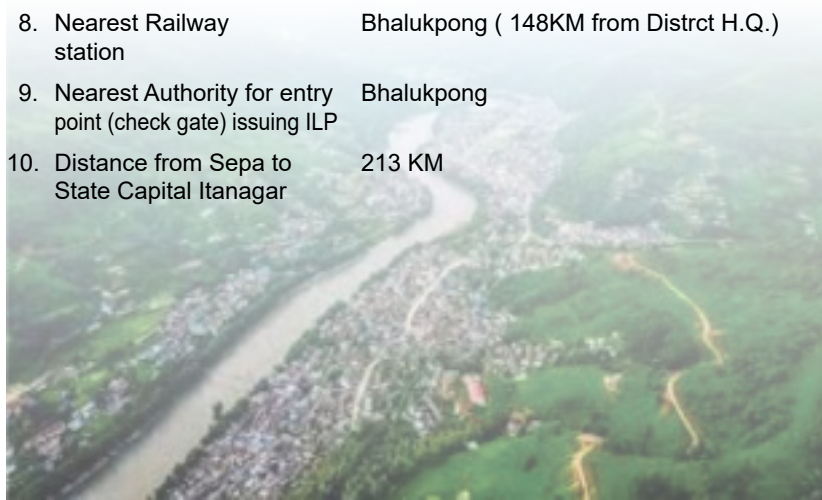 8. Nearest Railway Bhalukpong ( 148KM from Distrct H.Q.)
station
9. Nearest Authority for entry Bhalukpong
point (check gate) issuing ILP
10. Distance from Sepa to 213 KM
State Capital Itanagar